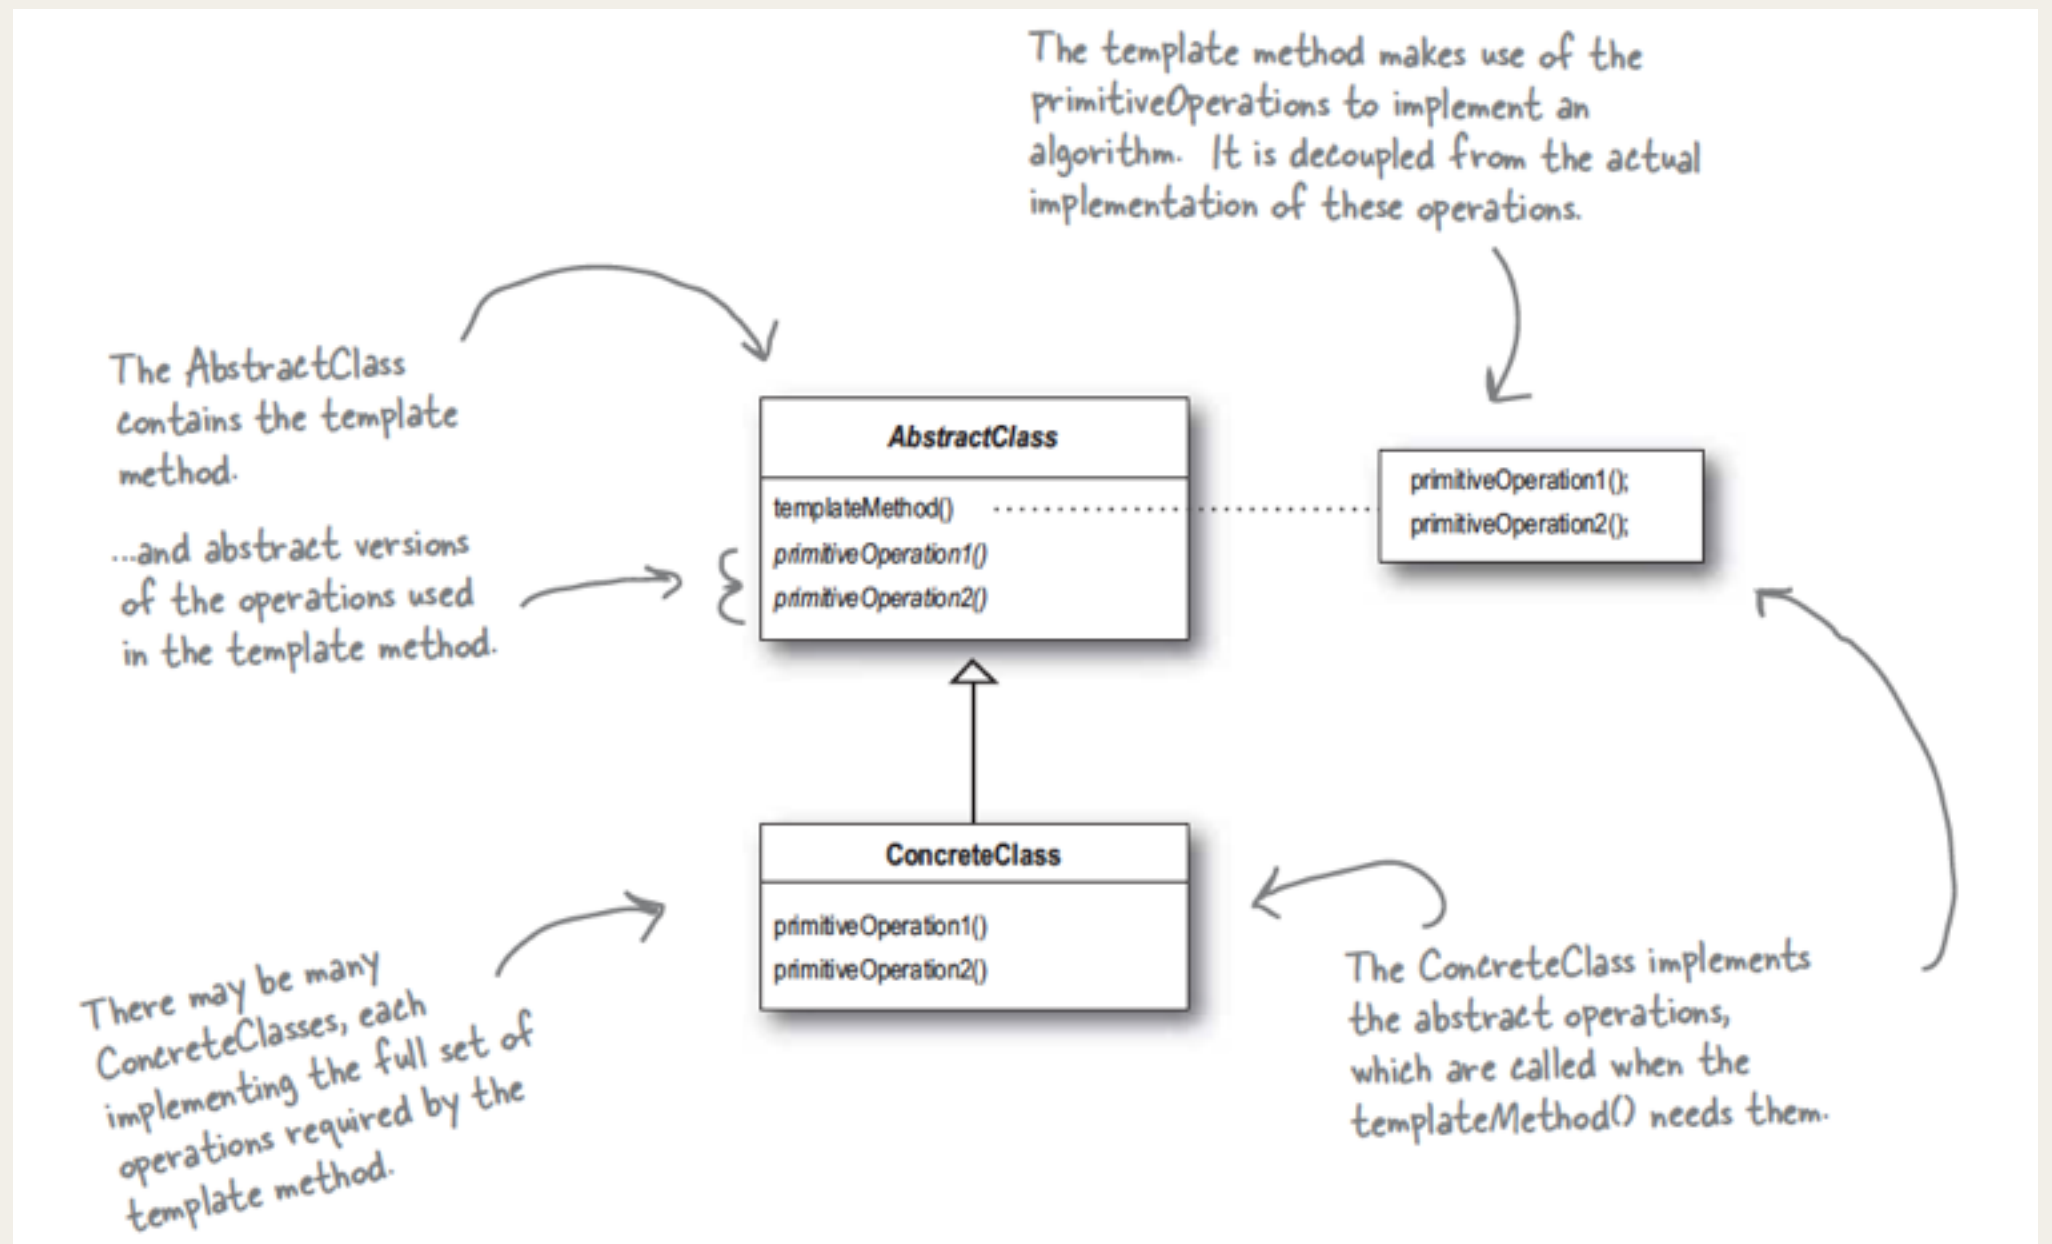 The template method makes use of the
primitiveOperations to implement an
algorithm. It is decoupled from the actual
implementation of these operations.
The AbstractClass
contains the template
method.
...and abstract versions
of the operations used
in the template method.
AbstractClass
templateMethod()
primitiveOperation1()
primitiveOperation2()
primitiveOperation1();
primitiveOperation2();
ConcreteClass
primitiveOperation1()
primitiveOperation2()
There may be many
ConcreteClasses, each
implementing the full set of
operations required by the
template method.
The ConcreteClass implements
the abstract operations,
which are called when the
templateMethod() needs them.